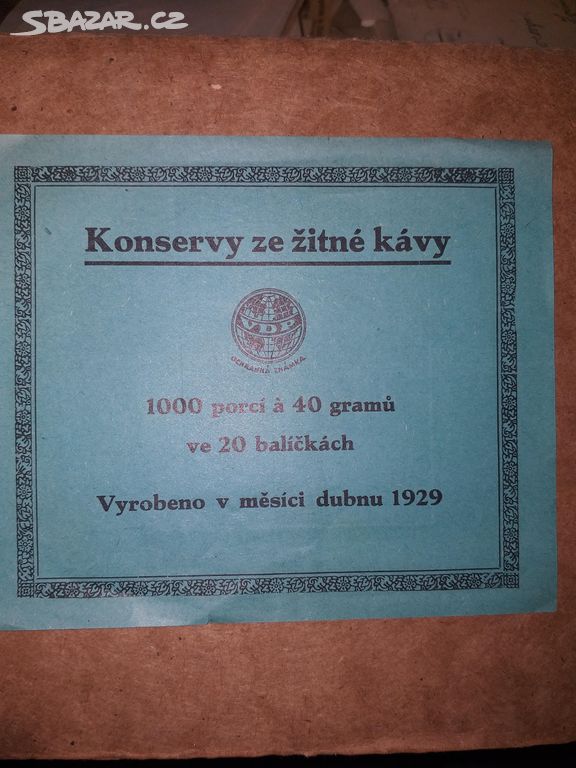 SBAZAR.CZ
Konservy ze žitné kávy
VDP
OCHRANNÁ ZNÁMKA
1000 porcí à 40 gramů
ve 20 balíčkách
Vyrobeno v měsíci dubnu 1929